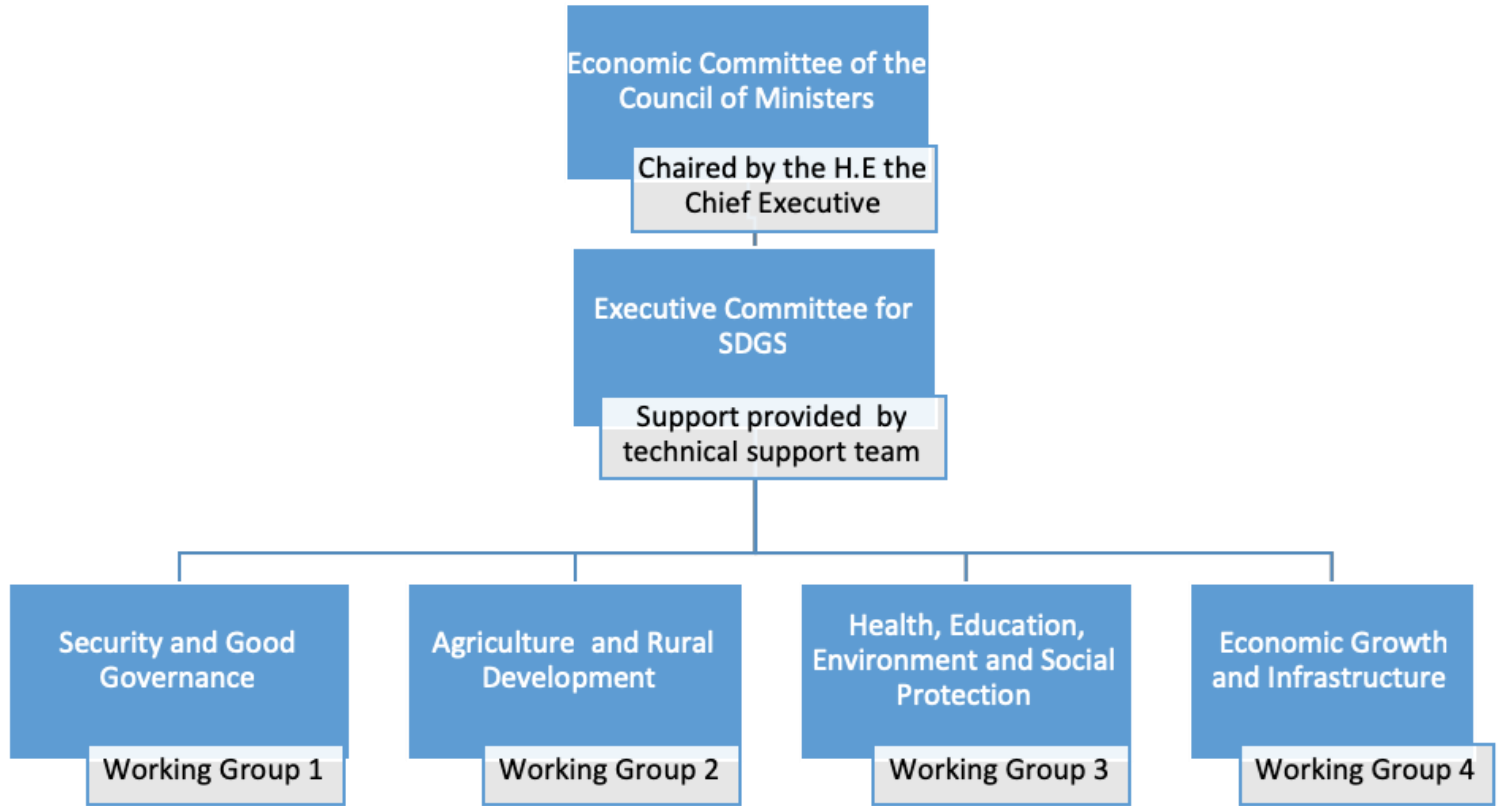 Economic Committee of the
Council of Ministers
Chaired by the H.E the
Chief Executive
Executive Committee for
SDGS
Support provided by
technical support team
Security and Good
Governance
Working Group 1
Agriculture and Rural
Development
Working Group 2
Health, Education,
Environment and Social
Protection
Working Group 3
Economic Growth
and Infrastructure
Working Group 4